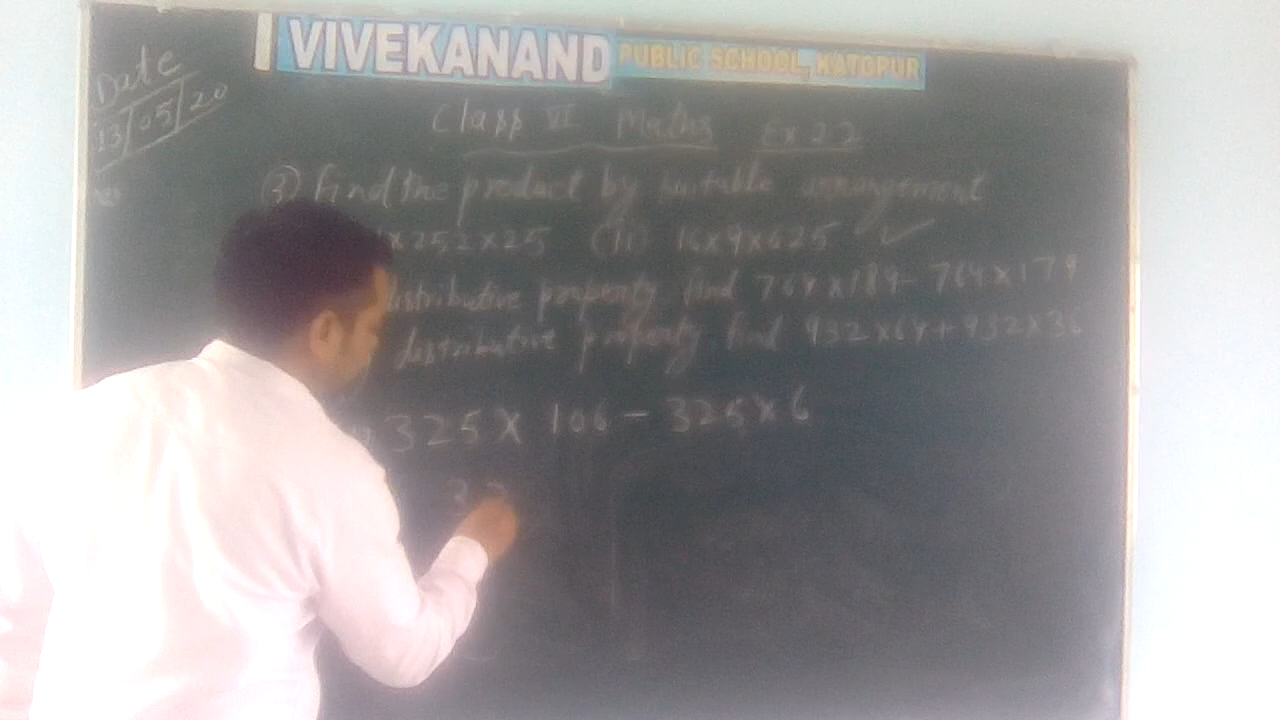 VIVEKANAND PUBLIC SCHOOL, KATOPUR
Date
13/05/20
Class VI Maths Ex 2.2
(3) Find the product by suitable arrangement
×252×25 (ii) 16×9×625 ✓
distributive property find 764×189- 764×179
distributive property find 932×64+932×36
325 × 106 - 325×6